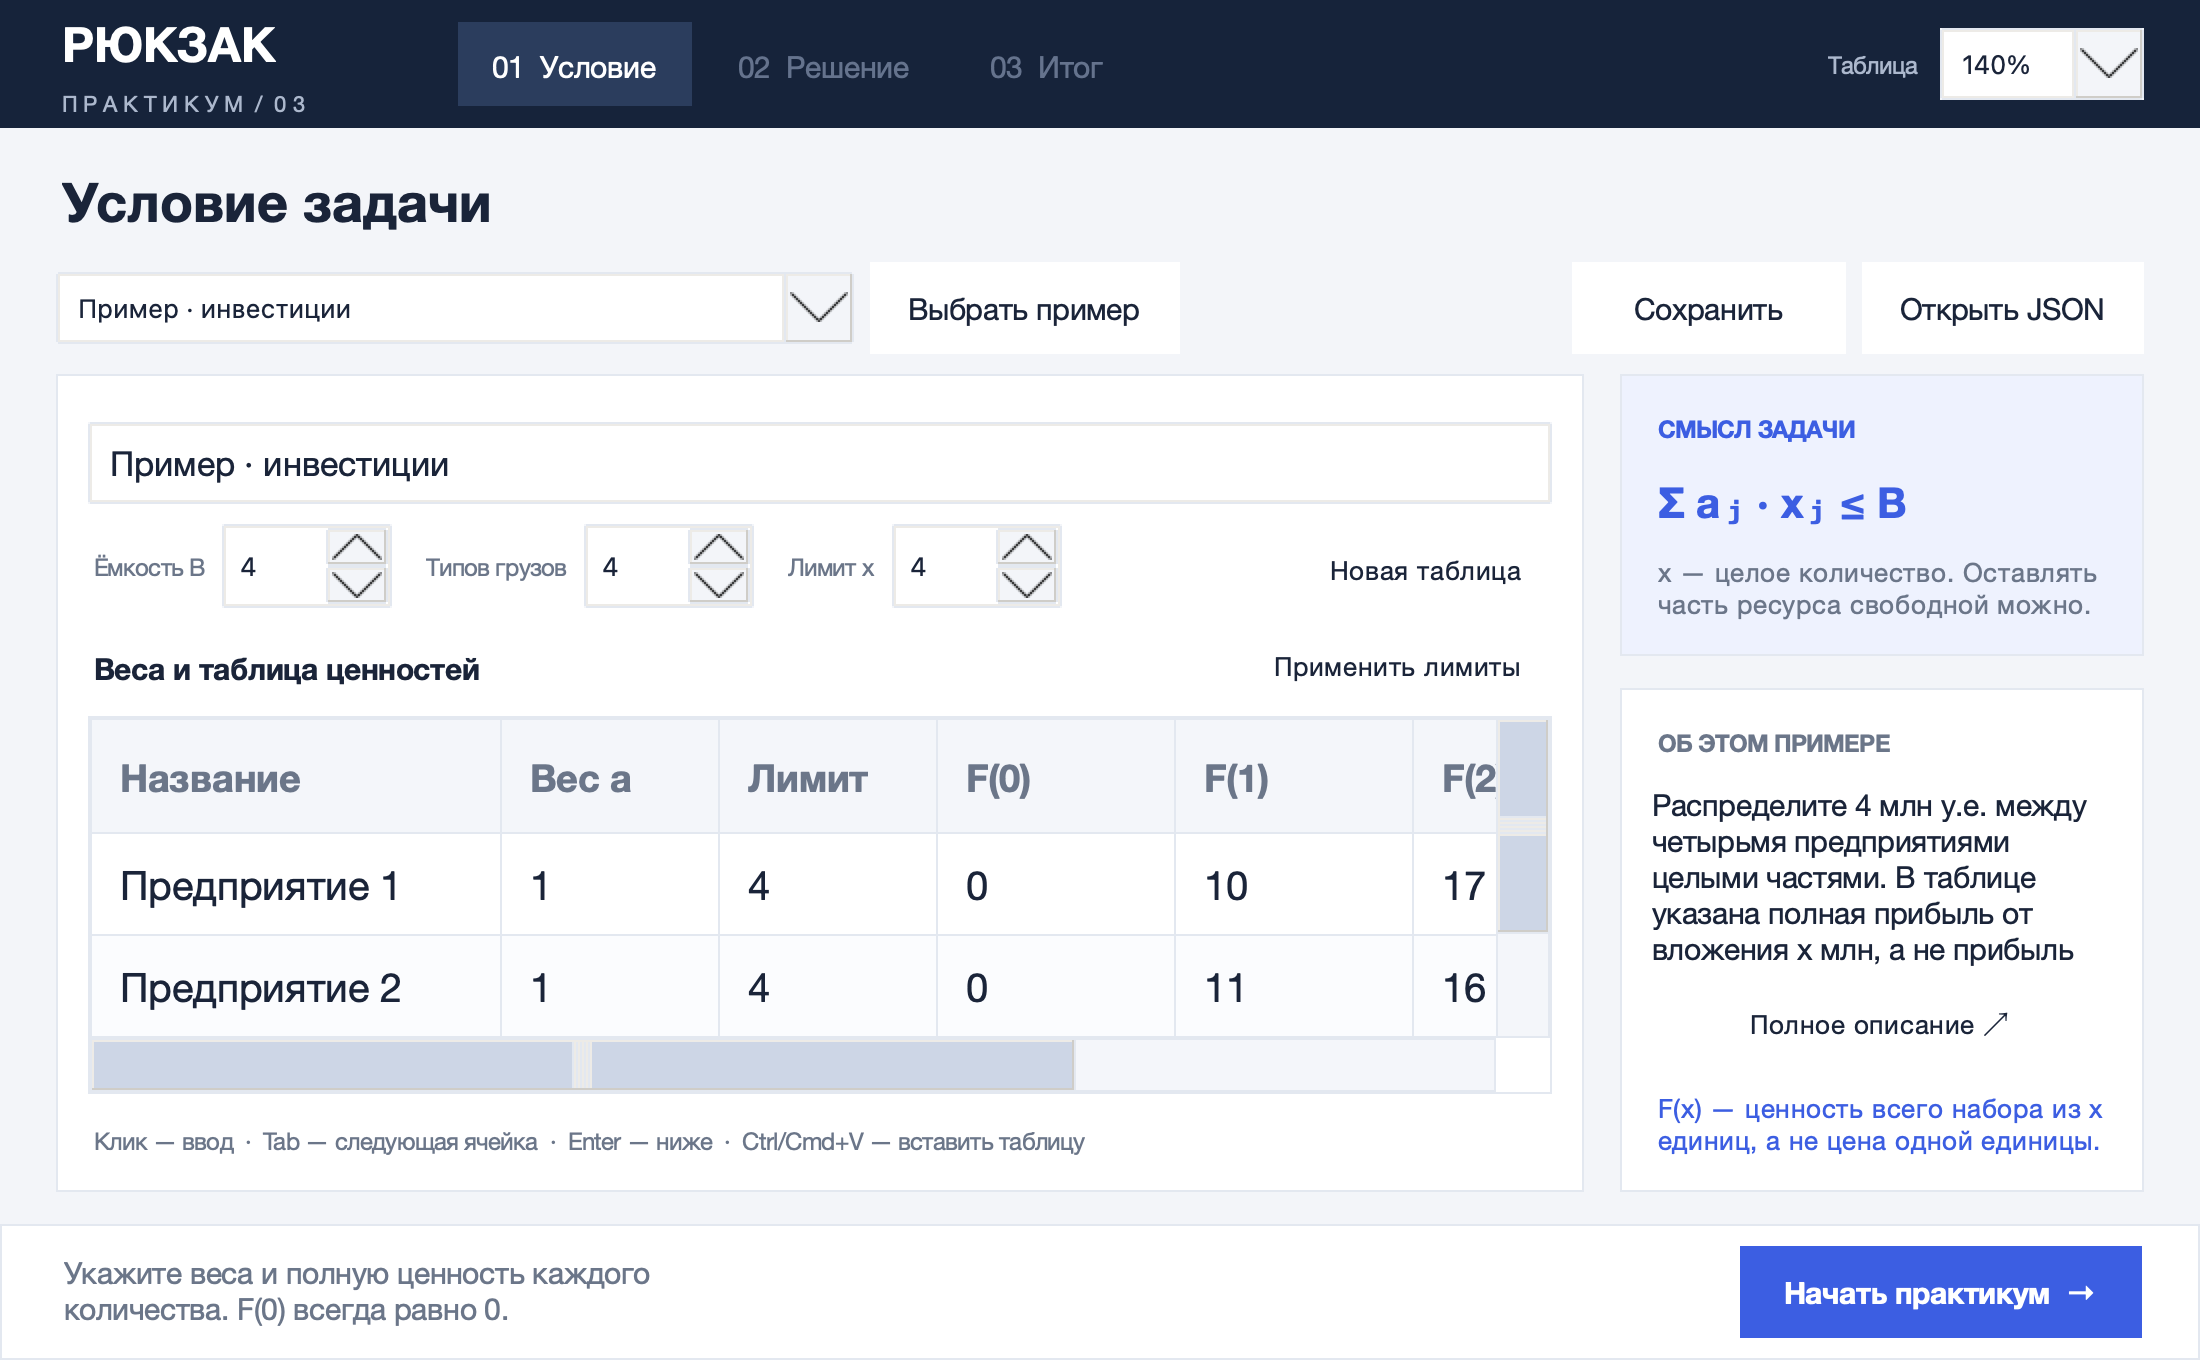 РЮКЗАК
ПРАКТИКУМ / 03
01 Условие
02 Решение
03 Итог
Таблица
140%
Условие задачи
Пример · инвестиции
Выбрать пример
Сохранить
Открыть JSON
Пример · инвестиции
Ёмкость B
4
Типов грузов
4
Лимит x
4
Новая таблица
Веса и таблица ценностей
Применить лимиты
Название Вес a Лимит F(0) F(1) F(2
Предприятие 1 1 4 0 10 17
Предприятие 2 1 4 0 11 16
Клик — ввод · Tab — следующая ячейка · Enter — ниже · Ctrl/Cmd+V — вставить таблицу
СМЫСЛ ЗАДАЧИ
Σ aⱼ · xⱼ ≤ B
x — целое количество. Оставлять
часть ресурса свободной можно.
ОБ ЭТОМ ПРИМЕРЕ
Распределите 4 млн у.е. между
четырьмя предприятиями
целыми частями. В таблице
указана полная прибыль от
вложения x млн, а не прибыль
Полное описание ↗
F(x) — ценность всего набора из x
единиц, а не цена одной единицы.
Укажите веса и полную ценность каждого
количества. F(0) всегда равно 0.
Начать практикум →